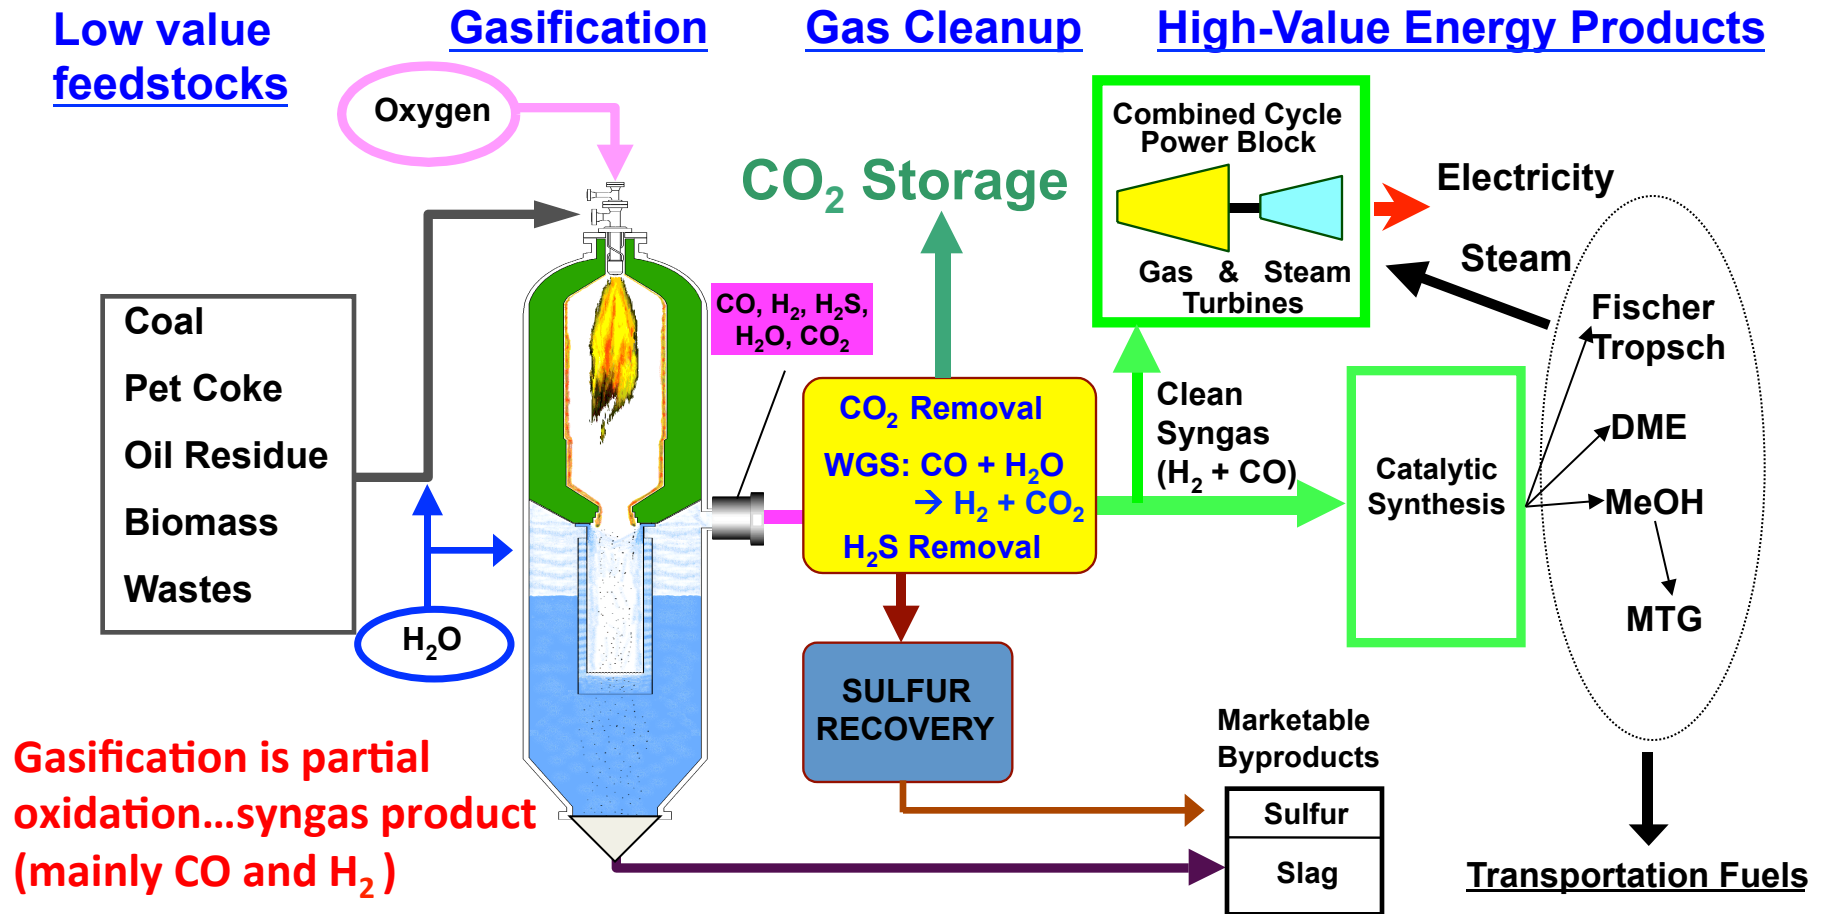 Low value
feedstocks
Gasification
Gas Cleanup
High-Value Energy Products
Oxygen
Coal
Pet Coke
Oil Residue
Biomass
Wastes
H₂O
CO, H₂, H₂S,
H₂O, CO₂
CO₂ Storage
CO₂ Removal
WGS: CO + H₂O
→ H₂ + CO₂
H₂S Removal
SULFUR
RECOVERY
Combined Cycle
Power Block
Gas & Steam
Turbines
Electricity
Steam
Clean
Syngas
(H₂ + CO)
Catalytic
Synthesis
Fischer
Tropsch
DME
MeOH
MTG
Marketable
Byproducts
Sulfur
Slag
Transportation Fuels
Gasification is partial
oxidation...syngas product
(mainly CO and H₂ )